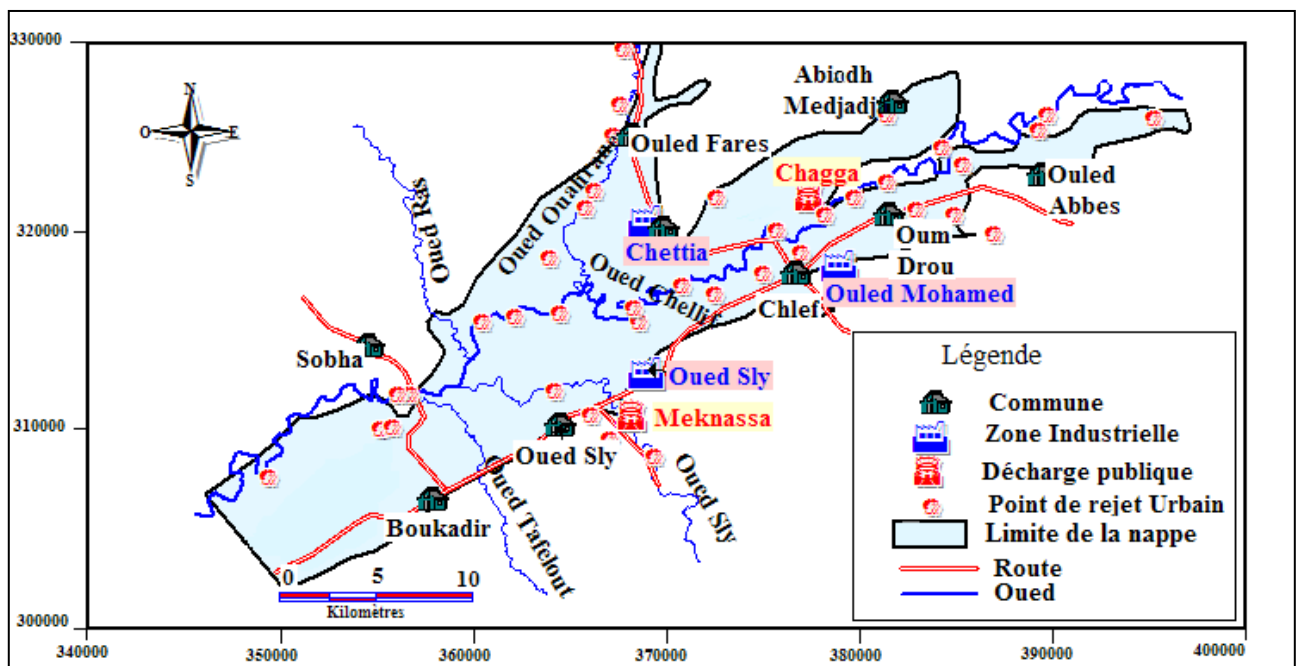 330000
320000
310000
300000
340000
350000
360000
370000
380000
390000
400000
N
O
E
S
Abiodh
Medjadj
Ouled Fares
Chagga
Ouled
Abbes
Oued Ras
Oued Ouahrane
Chettia
Oum
Drou
Oued Chellif
Ouled Mohamed
Chlef
Sobha
Oued Sly
Meknassa
Oued Sly
Oued Sly
Oued Tafelout
Boukadir
0 5 10
Kilomètres
Légende
Commune
Zone Industrielle
Décharge publique
Point de rejet Urbain
Limite de la nappe
Route
Oued